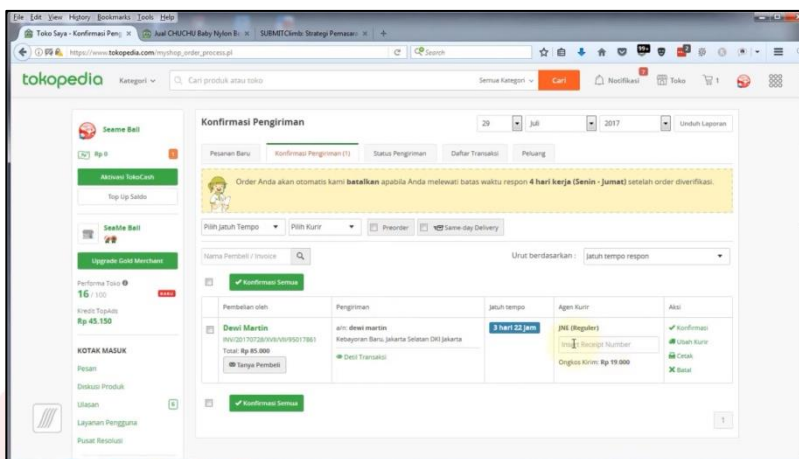 File Edit View History Bookmarks Tools Help
Toko Saya - Konfirmasi Peng
Jual CHUCHU Baby Nylon B
SUBMITClimb: Strategi Pemasar
https://www.tokopedia.com/myshop_order_process.pl
Search
99+
tokopedia
Kategori
Cari produk atau toko
Semua Kategori
Cari
Notifikasi
Toko
1
Seame Bali
Rp 0
Aktivasi TokoCash
Top Up Saldo
SeaMe Bali
Upgrade Gold Merchant
Performa Toko
16 / 100
Kredit TopAds
Rp 45.150
KOTAK MASUK
Pesan
Diskusi Produk
Ulasan
Layanan Pengguna
Pusat Resolusi
Konfirmasi Pengiriman
29
Juli
2017
Unduh Laporan
Pesanan Baru
Konfirmasi Pengiriman (1)
Status Pengiriman
Daftar Transaksi
Peluang
Order Anda akan otomatis kami batalkan apabila Anda melewati batas waktu respon 4 hari kerja (Senin - Jumat) setelah order diverifikasi.
Pilih Jatuh Tempo
Pilih Kurir
Preorder
Same day Delivery
Nama Pembeli / Invoice
Urut berdasarkan :
Jatuh tempo respon
Konfirmasi Semua
Pembelian oleh
Pengiriman
Jatuh tempo
Agen Kurir
Aksi
Dewi Martin
INV/20170728/XVII/VII/95017861
Total: Rp 85.000
Tanya Pembeli
a/n: dewi martin
Kebayoran Baru, Jakarta Selatan DKI Jakarta
Detil Transaksi
3 hari 22 jam
JNE (Reguler)
Insert Receipt Number
Ongkos Kirim: Rp 19.000
Konfirmasi
Ubah Kurir
Cetak
Batal
Konfirmasi Semua
1